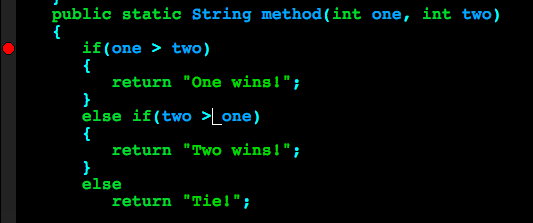 }
public static String method(int one, int two)
{
if(one > two)
{
return "One wins!";
}
else if(two > one)
{
return "Two wins!";
}
else
return "Tie!";